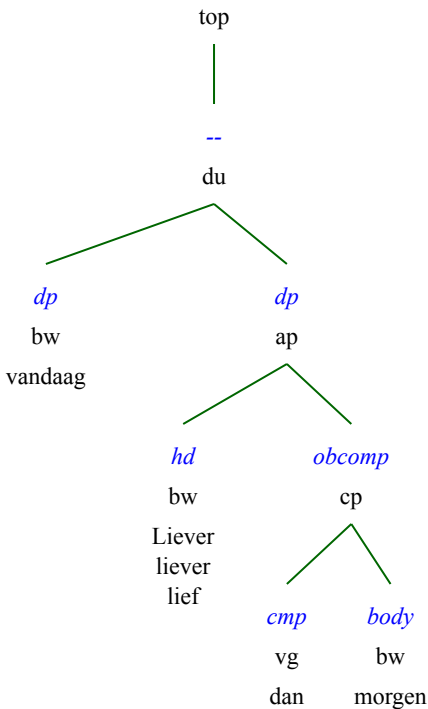 top
--
du
dp dp
bw ap
vandaag
hd obcomp
bw cp
Liever
liever
lief
cmp body
vg bw
dan morgen